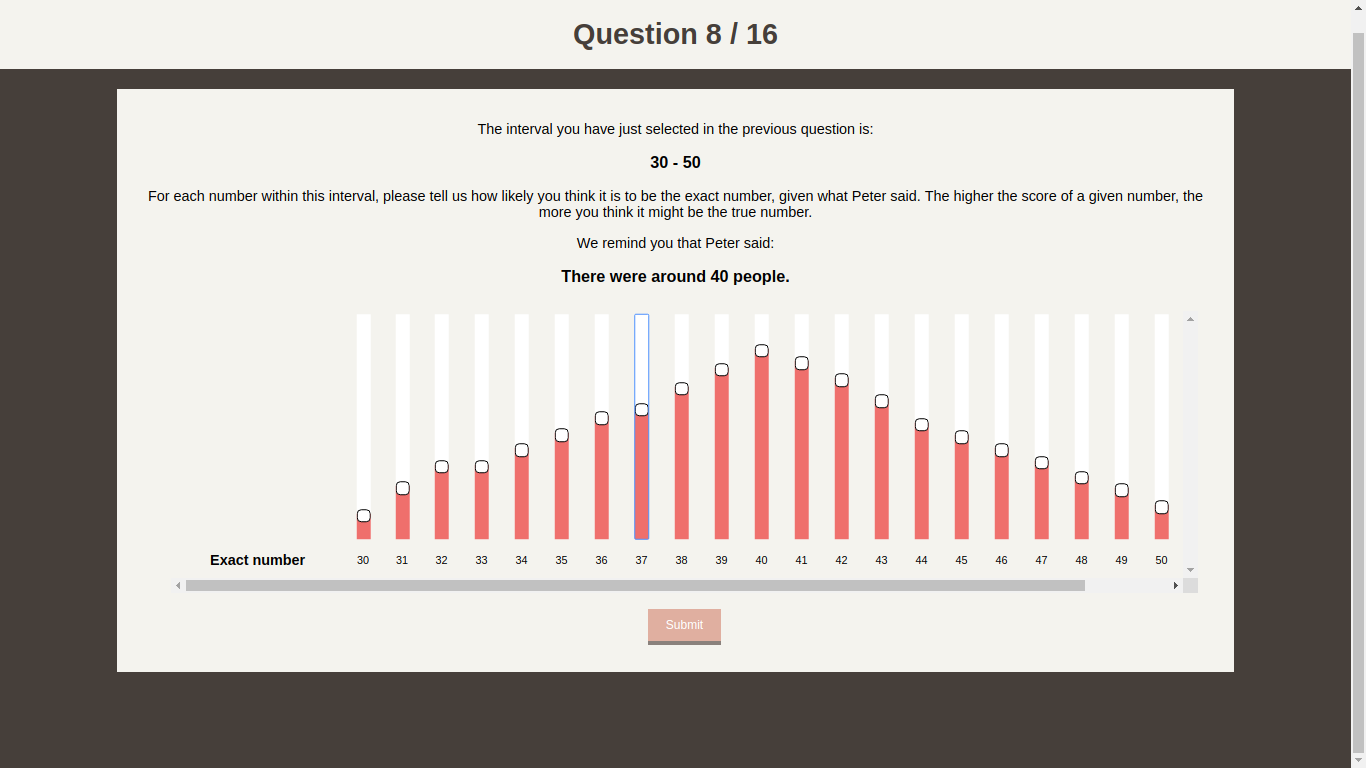 Question 8 / 16
The interval you have just selected in the previous question is:
30 - 50
For each number within this interval, please tell us how likely you think it is to be the exact number, given what Peter said. The higher the score of a given number, the
more you think it might be the true number.
We remind you that Peter said:
There were around 40 people.
Exact number 30 31 32 33 34 35 36 37 38 39 40 41 42 43 44 45 46 47 48 49 50
Submit